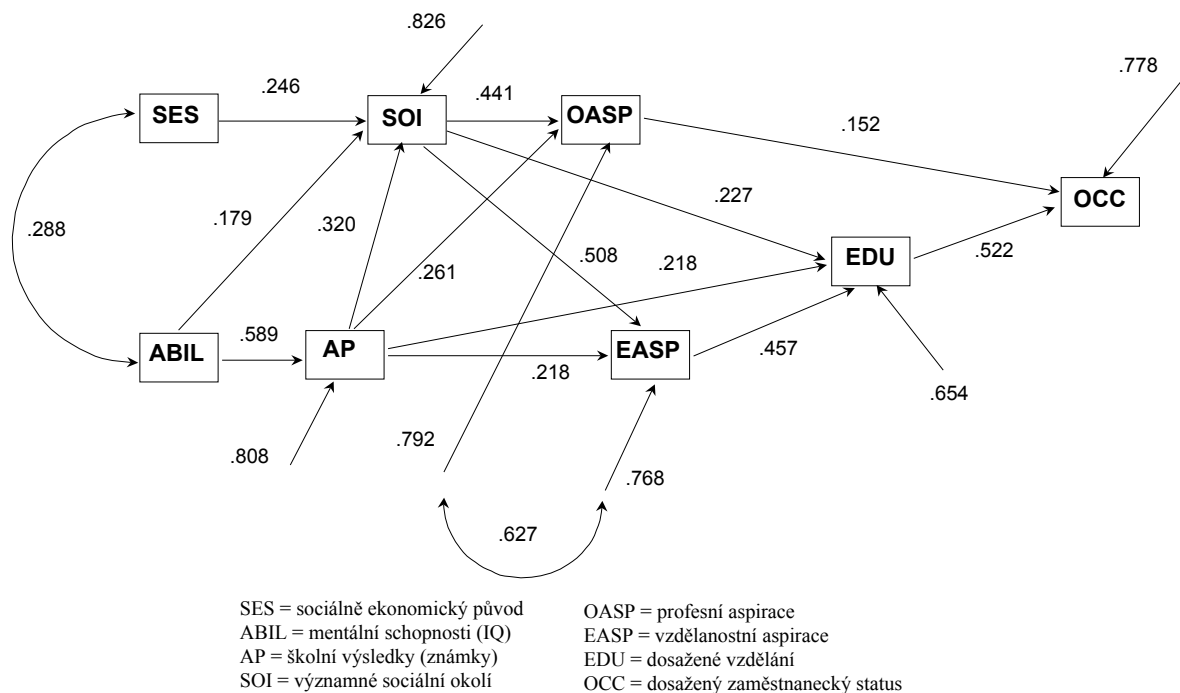 .826
.778
.246
.441
SES
SOI
OASP
.152
OCC
.288
.179
.320
.227
.261
.508
.218
EDU
.522
ABIL
.589
AP
.218
EASP
.457
.654
.808
.792
.768
.627
SES = sociálně ekonomický původ
ABIL = mentální schopnosti (IQ)
AP = školní výsledky (známky)
SOI = významné sociální okolí
OASP = profesní aspirace
EASP = vzdělanostní aspirace
EDU = dosažené vzdělání
OCC = dosažený zaměstnanecký status